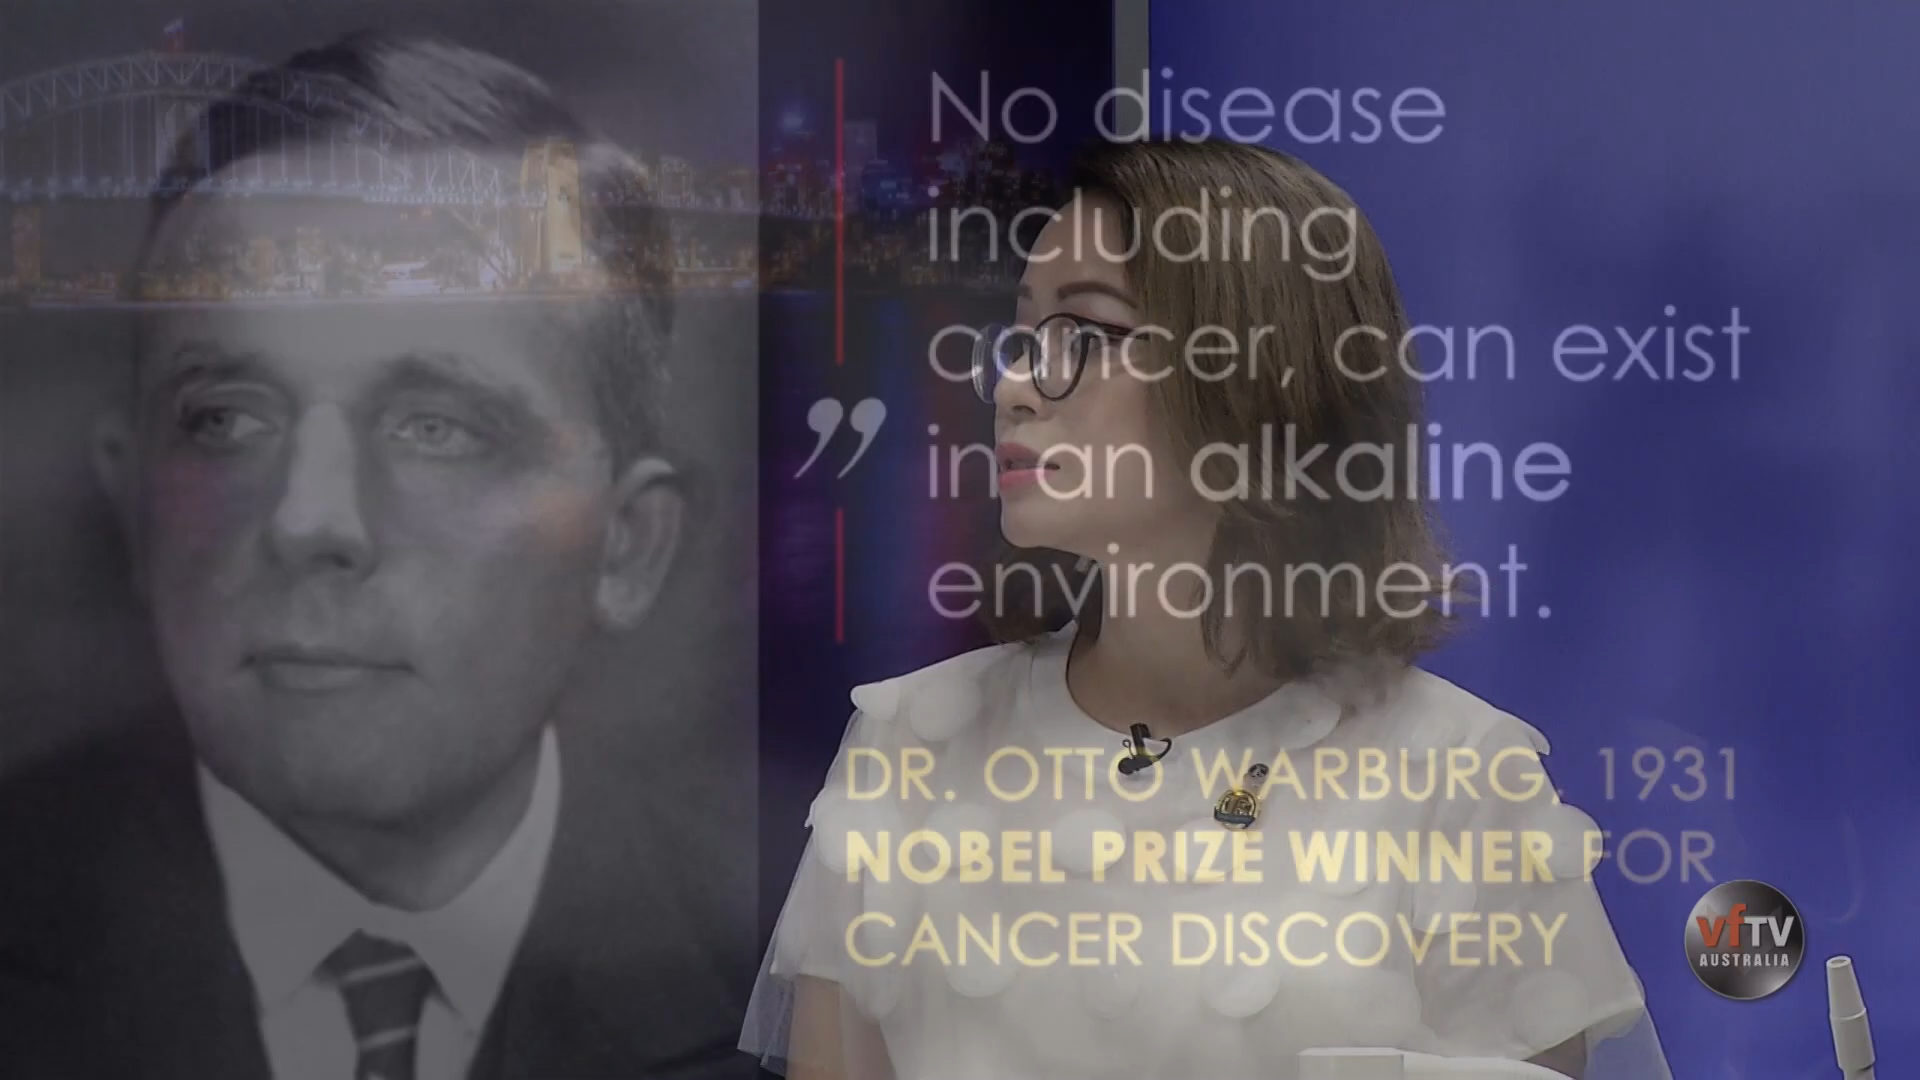 No disease
including
cancer, can exist
in an alkaline
environment.
”
DR. OTTO WARBURG, 1931
NOBEL PRIZE WINNER FOR
CANCER DISCOVERY
vfTV
AUSTRALIA